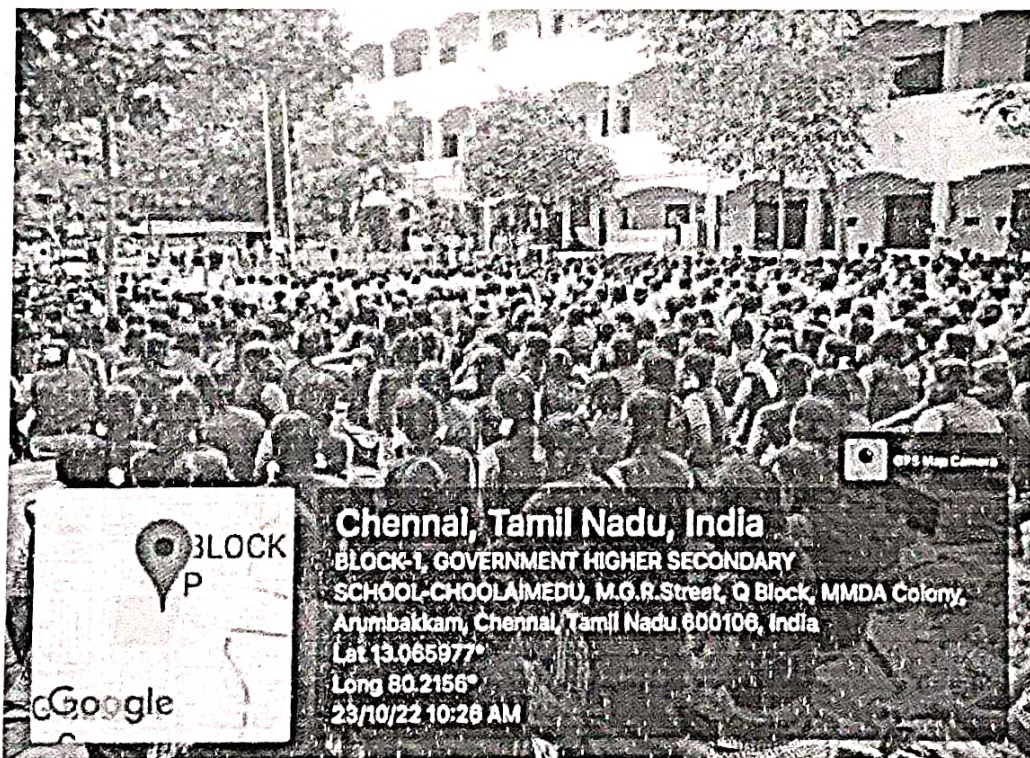 GPS Map Camera
BLOCK
P
Google
Chennai, Tamil Nadu, India
BLOCK-1, GOVERNMENT HIGHER SECONDARY
SCHOOL-CHOOLAIMEDU, M.G.R.Street, Q Block, MMDA Colony,
Arumbakkam, Chennai, Tamil Nadu 600106, India
Lat 13.065977°
Long 80.2156°
23/10/22 10:26 AM